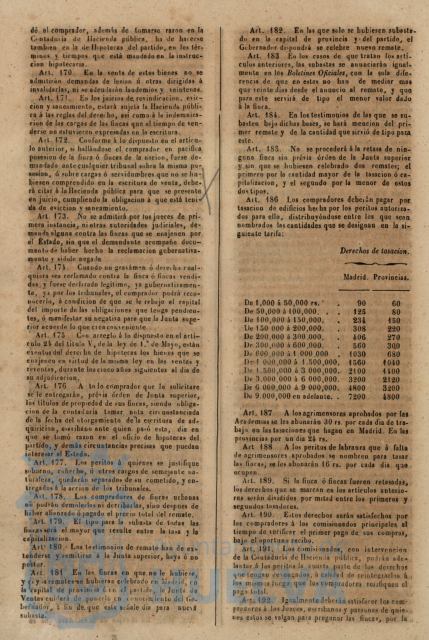 dé el comprador, además de tomarse razon en la
Contaduría de Hacienda pública, ha de hacerse
tambien en la de Hipotecas del partido, en los tér-
minos y tiempos que está mandado en la instruc-
cion hipotecaria.
Art. 170. En la venta de estos bienes no se
admitirán demandas de lesion ú otras dirigidas á
invalidarlas, ni se adeudarán laudemios y veintenas.
Art. 171. En los juicios de reivindicacion, evic-
cion y saneamiento, estará sujeta la Hacienda públi-
ca á las reglas del derecho, así como á la indemniza-
cion de las cargas de las fincas que al tiempo de ven-
derse no estuviesen expresadas en la escritura.
Art. 172. Conforme á lo dispuesto en el artícu-
lo anterior, si hallándose el comprador en pacífica
posesion de la finca ó fincas de la nacion, fuese de-
mandado ante cualquier tribunal sobre la misma po-
sesion, ó sobre cargas ó servidumbres que no se hu-
biesen comprendido en la escritura de venta, debe-
rá citar á la Hacienda pública para que se presente
en juicio, cumpliendo la obligacion á que está teni-
da de eviccion y saneamiento.
Art. 173. No se admitirá por los jueces de pri-
mera instancia, ni otras autoridades judiciales, de-
manda alguna contra las fincas que se enajenen por
el Estado, sin que el demandante acompañe docu-
mento de haber hecho la reclamacion gubernativa-
mente y sídole negada.
Art. 174. Cuando un gravámen ó derecho cual-
quiera sea reclamado contra la finca ó fincas vendi-
das, y fuese declarado legítimo, ya gubernativamen-
te, ya por los tribunales, el comprador podrá reco-
nocerlo, á condicion de que se le rebaje el capital
del importe de las obligaciones que tenga pendien-
tes, ó manifestar su negativa para que la Junta supe-
rior acuerde lo que crea conveniente.
Art. 175. Con arreglo á lo dispuesto en el artí-
culo 24 del título V, de la ley de 1.º de Mayo, están
exentos del derecho de hipotecas los bienes que se
enajenen en virtud de la misma ley en las ventas y
reventas, durante los cinco años siguientes al dia de
su adjudicacion.
Art. 176. A todo comprador que lo solicitare
se le entregarán, prévia órden de Junta superior,
los títulos de propiedad de sus fincas, siendo obliga-
cion de la contaduría tomar nota circunstanciada
de la fecha del otorgamiento de la escritura de ad-
quisicion, escribano ante quien pasó esta, dia en
que se tomó razon en el oficio de hipotecas del
partido, y demás circunstancias precisas que puedan
interesar al Estado.
Art. 177. Los peritos á quienes se justifique
soborno, cohecho, ú otros cargos de semejante na-
turaleza, quedarán separados de su cometido, y en-
tregados á la accion de los tribunales.
Art. 178. Los compradores de fincas urbanas
no podrán demolerlas ni derribarlas, sino despues de
haber afianzado ó pagado el precio total del remate.
Art. 179. El tipo para la subasta de todas las
fincas será el mayor que resulte entre la tasa y la
capitalizacion.
Art. 180. Los testimonios de remate han de ex-
tenderse y remitirse á la Junta superior, haya ó no
postor.
Art. 181. En las fincas en que no le hubiere,
y cuyo remate se hubiese celebrado en Madrid, en
la capital de provincia ó en el partido, la Junta de
Ventas cuidará de ponerlo en conocimiento del Go-
bernador, á fin de que este señale dia para nueva
subasta.
Art. 182. En las que solo se hubiesen subasta-
do en la capital de provincia y del partido, el
Gobernador dispondrá se celebre nuevo remate.
Art. 183. En los casos de que tratan los artí-
culos anteriores, las subastas se anunciarán igual-
mente en los Boletines Oficiales, con la sola dife-
rencia de que en estos no han de mediar mas
que veinte dias desde el anuncio al remate, y que
para este servirá de tipo el menor valor dado
á la finca.
Art. 184. En los testimonios de las que se su-
basten bajo dichas bases, se hará mencion del pri-
mer remate y de la cantidad que sirvió de tipo para
este.
Art. 185. No se procederá á la retasa de nin-
guna finca sin prévia órden de la Junta superior
y sin que se hubiesen celebrado dos remates; el
primero por la cantidad mayor de la tasacion ó ca-
pitalizacion, y el segundo por la menor de estos
dos tipos.
Art. 186. Los compradores deberán pagar por
tasacion de edificios hecha por los peritos autoriza-
dos para ello, distribuyéndose entre los que sean
nombrados las cantidades que se designan en la si-
guiente tarifa:
Derechos de tasacion.
Madrid. Provincias.
De 1,000 á 50,000 rs. . 90 60
De 50,000 á 100,000. . . 125 80
De 100,000 á 150,000. . 234 150
De 150,000 á 200,000. . 308 220
De 200,000 á 300,000. . 406 270
De 300,000 á 600,000. . 560 380
De 600,000 á 1.000,000 . 1030 680
De 1.000,000 á 1.500,000. 1560 1040
De 1.500,000 á 3.000,000. 2100 1400
De 3.000,000 á 6.000,000. 3200 2120
De 6.000,000 á 9.000,000. 4800 3200
De 9.000,000 en adelante. . 7200 4800
Art. 187. A los agrimensores aprobados por las
Academias se les abonarán 30 rs. por cada dia de tra-
bajo en las tasaciones que hagan en Madrid. En las
provincias por un dia 24 rs.
Art. 188. A los peritos de labranza que á falta
de agrimensores aprobados se nombren para tasar
las fincas, se les abonarán 16 rs. por cada dia que
ocupen.
Art. 189. Si la finca ó fincas fueren retasadas,
los derechos que se marcan en los artículos anterio-
res serán divididos por mitad entre los primeros y
segundos tasadores.
Art. 190. Estos derechos serán satisfechos por
los compradores á los comisionados principales al
tiempo de verificar el primer pago de sus compras,
bajo el oportuno recibo.
Art. 191. Los comisionados, con intervencion
de la Contaduría de Hacienda pública, podrán ade-
lantar á los peritos la cuarta parte de los derechos
que tengan devengados, á calidad de reintegrarlos á
los mismos luego que los compradores verifiquen el
pago total.
Art. 192. Igualmente deberán satisfacer los com-
pradores á los Jueces, escribanos y personas de quie-
nes estos se valgan para pregonar las fincas, por la